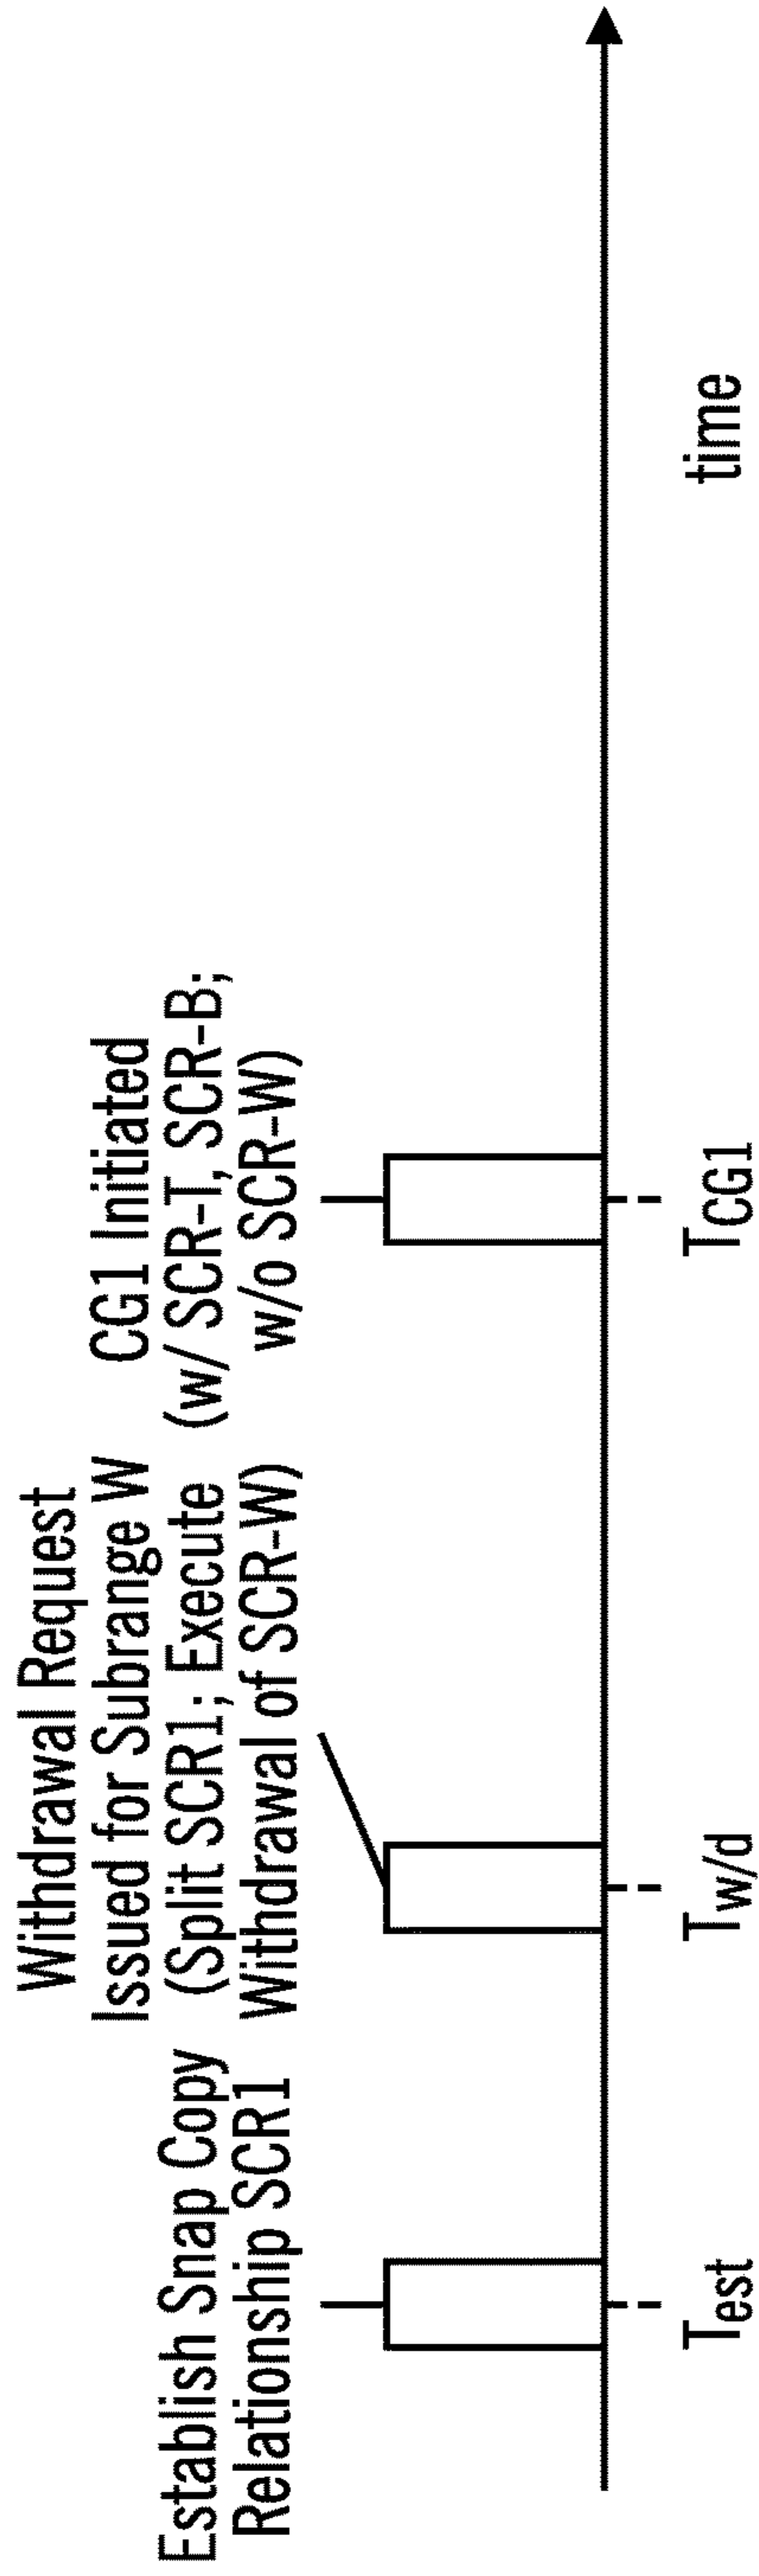 Establish Snap Copy
Relationship SCR1
Withdrawal Request
Issued for Subrange W
(Split SCR1; Execute
Withdrawal of SCR-W)
CG1 Initiated
(w/ SCR-T, SCR-B;
w/o SCR-W)
Test
Tw/d
TCG1
time